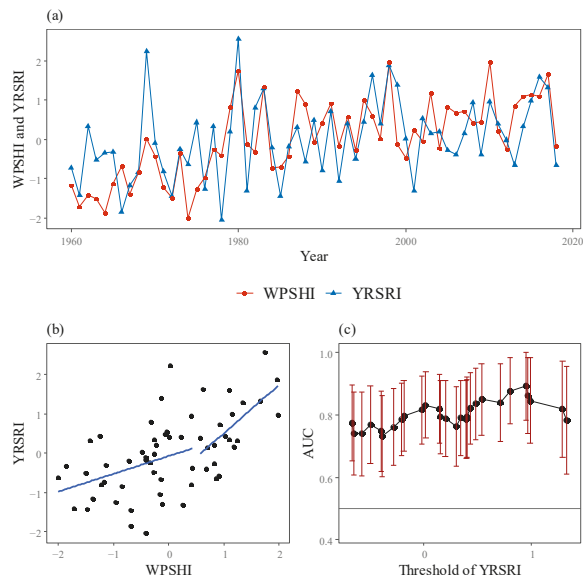 (a)
WPSHI and YRSRI
2
1
0
−1
−2
1960
1980
2000
2020
Year
WPSHI
YRSRI
(b)
(c)
YRSRI
2
1
0
−1
−2
−2
−1
0
1
2
WPSHI
AUC
1.0
0.8
0.6
0.4
0
1
Threshold of YRSRI